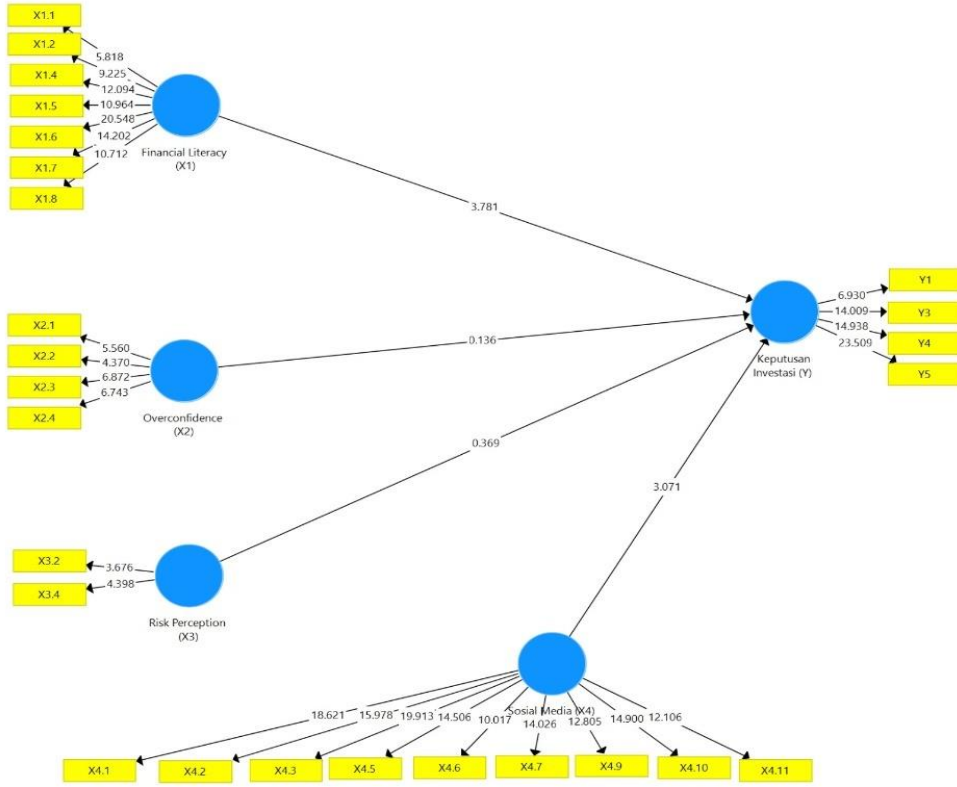 X1.1
X1.2
X1.4
X1.5
X1.6
X1.7
X1.8
5.818
9.225
12.094
10.964
20.548
14.202
10.712
Financial Literacy
(X1)
3.781
X2.1
X2.2
X2.3
X2.4
5.560
4.370
6.872
6.743
Overconfidence
(X2)
0.136
Y1
Y3
Y4
Y5
6.930
14.009
14.938
23.509
Keputusan
Investasi (Y)
0.369
3.071
X3.2
X3.4
3.676
4.398
Risk Perception
(X3)
Sosial Media (X4)
18.621
15.978
19.913
14.506
10.017
14.026
12.805
14.900
12.106
X4.1
X4.2
X4.3
X4.5
X4.6
X4.7
X4.9
X4.10
X4.11